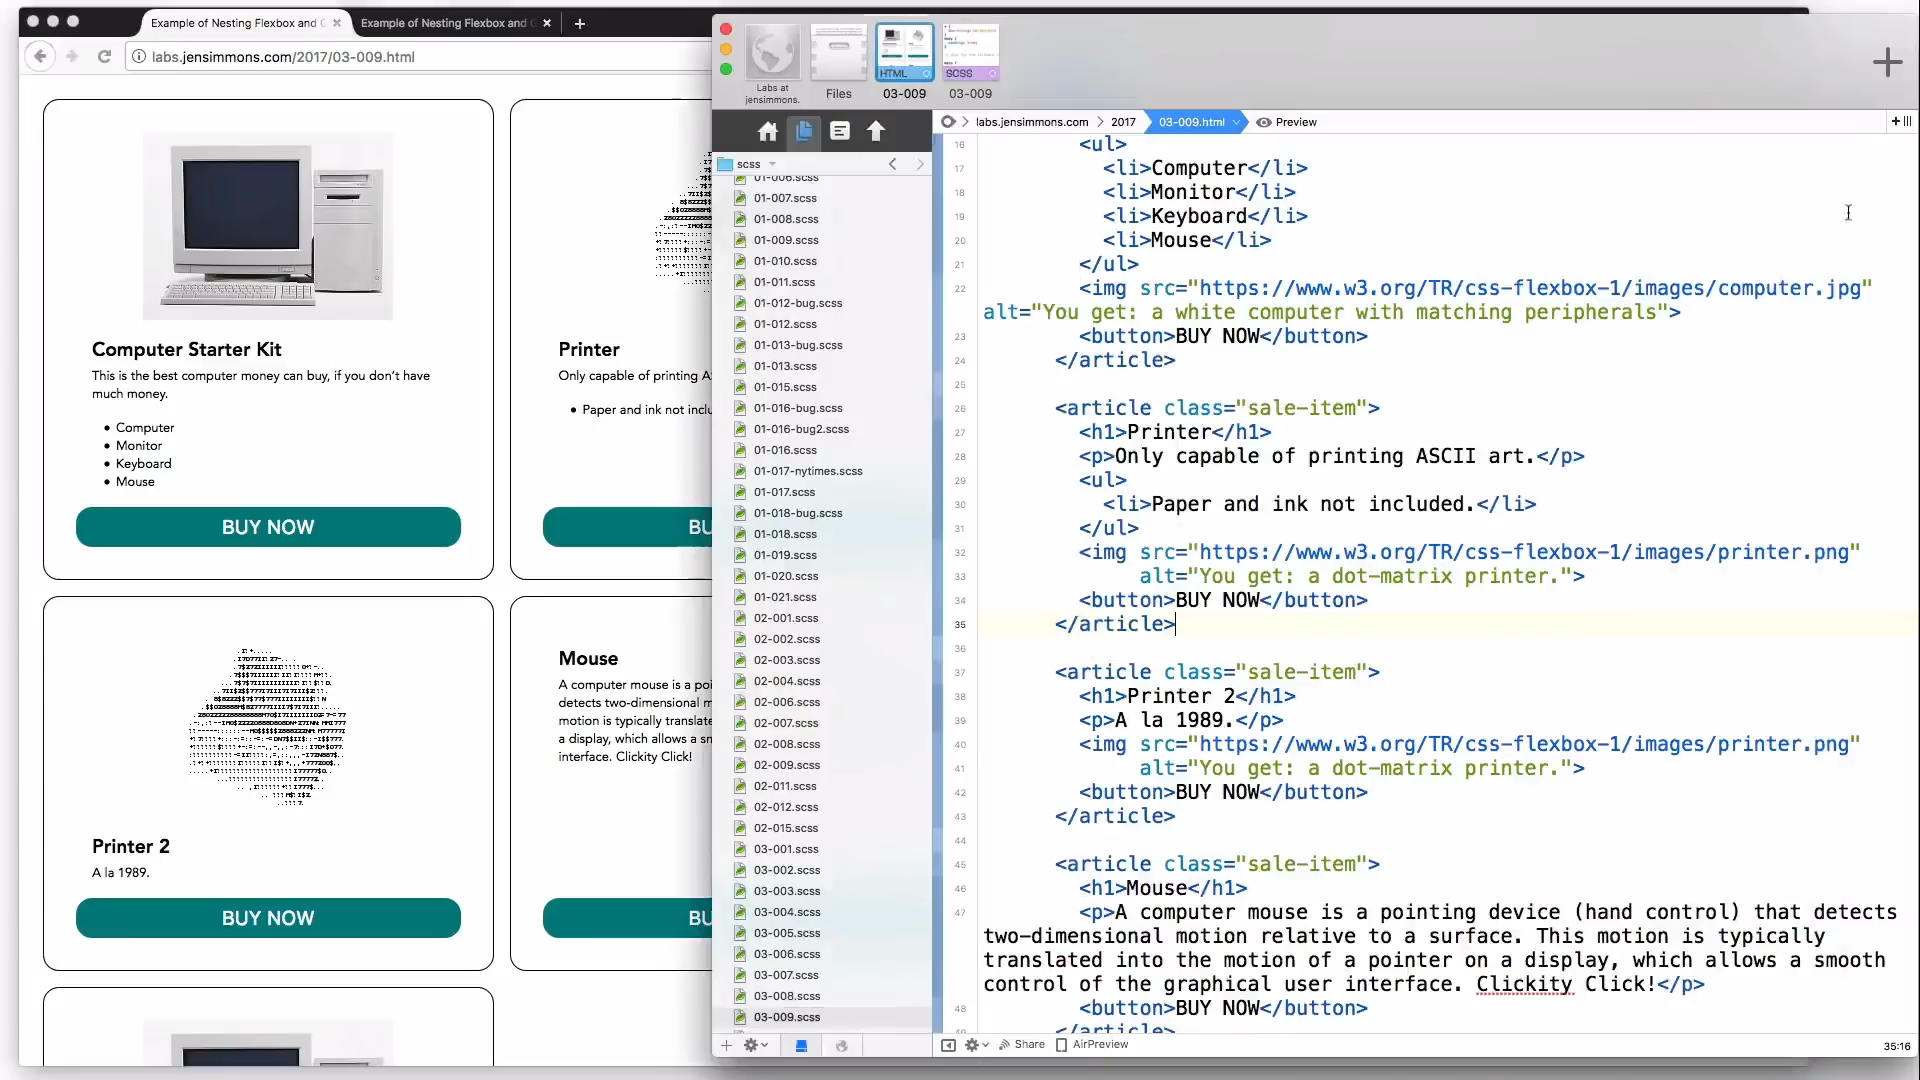 Example of Nesting Flexbox and G
Example of Nesting Flexbox and
labs.jensimmons.com/2017/03-009.html
Computer Starter Kit
This is the best computer money can buy, if you don't have
much money.
• Computer
• Monitor
• Keyboard
• Mouse
BUY NOW
Printer
Only capable of printing A
• Paper and ink not inclu
BU
Printer 2
A la 1989.
BUY NOW
Mouse
A computer mouse is a poi
detects two-dimensional m
motion is typically translate
a display, which allows a sn
interface. Clickity Click!
BU
HTML
SCSS
Labs at
jensimmons.
Files
03-009
03-009
labs.jensimmons.com
2017
03-009.html
Preview
scss
01-006.scss
01-007.scss
01-008.scss
01-009.scss
01-010.scss
01-011.scss
01-012-bug.scss
01-012.scss
01-013-bug.scss
01-013.scss
01-015.scss
01-016-bug.scss
01-016-bug2.scss
01-016.scss
01-017-nytimes.scss
01-017.scss
01-018-bug.scss
01-018.scss
01-019.scss
01-020.scss
01-021.scss
02-001.scss
02-002.scss
02-003.scss
02-004.scss
02-006.scss
02-007.scss
02-008.scss
02-009.scss
02-011.scss
02-012.scss
02-015.scss
03-001.scss
03-002.scss
03-003.scss
03-004.scss
03-005.scss
03-006.scss
03-007.scss
03-008.scss
03-009.scss
16 <ul>
17 <li>Computer</li>
18 <li>Monitor</li>
19 <li>Keyboard</li>
20 <li>Mouse</li>
21 </ul>
22 <img src="https://www.w3.org/TR/css-flexbox-1/images/computer.jpg"
alt="You get: a white computer with matching peripherals">
23 <button>BUY NOW</button>
24 </article>
25
26 <article class="sale-item">
27 <h1>Printer</h1>
28 <p>Only capable of printing ASCII art.</p>
29 <ul>
30 <li>Paper and ink not included.</li>
31 </ul>
32 <img src="https://www.w3.org/TR/css-flexbox-1/images/printer.png"
33 alt="You get: a dot-matrix printer.">
34 <button>BUY NOW</button>
35 </article>
36
37 <article class="sale-item">
38 <h1>Printer 2</h1>
39 <p>A la 1989.</p>
40 <img src="https://www.w3.org/TR/css-flexbox-1/images/printer.png"
41 alt="You get: a dot-matrix printer.">
42 <button>BUY NOW</button>
43 </article>
44
45 <article class="sale-item">
46 <h1>Mouse</h1>
47 <p>A computer mouse is a pointing device (hand control) that detects
two-dimensional motion relative to a surface. This motion is typically
translated into the motion of a pointer on a display, which allows a smooth
control of the graphical user interface. Clickity Click!</p>
48 <button>BUY NOW</button>
49 </article>
Share
AirPreview
35:16